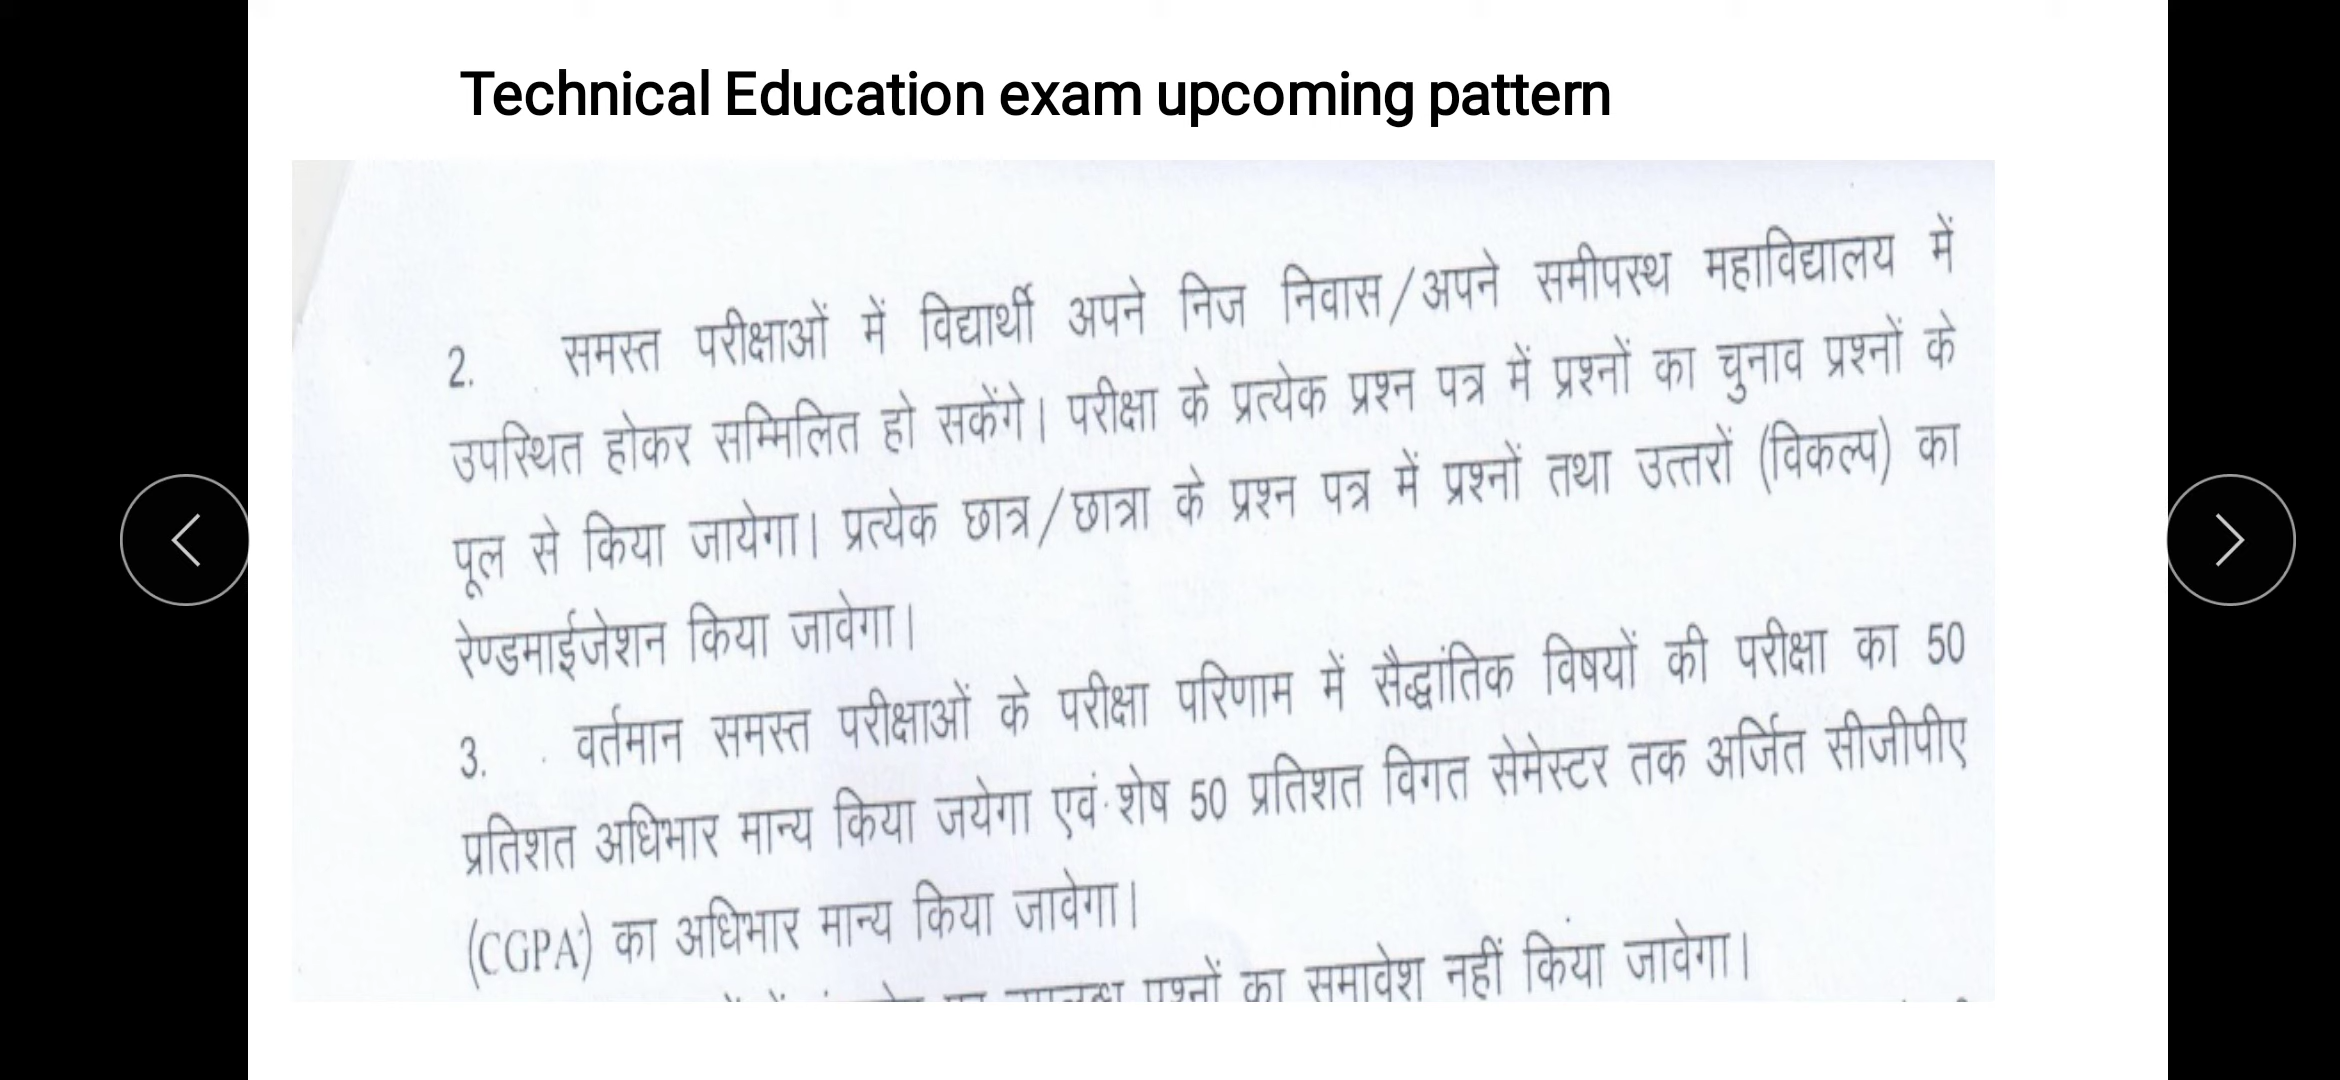 Technical Education exam upcoming pattern
2. समस्त परीक्षाओं में विद्यार्थी अपने निज निवास/अपने समीपस्थ महाविद्यालय में
उपस्थित होकर सम्मिलित हो सकेंगे। परीक्षा के प्रत्येक प्रश्न पत्र में प्रश्नों का चुनाव प्रश्नों के
पूल से किया जायेगा। प्रत्येक छात्र/छात्रा के प्रश्न पत्र में प्रश्नों तथा उत्तरों (विकल्प) का
रेण्डमाईजेशन किया जावेगा।
3. वर्तमान समस्त परीक्षाओं के परीक्षा परिणाम में सैद्धांतिक विषयों की परीक्षा का 50
प्रतिशत अधिभार मान्य किया जयेगा एवं शेष 50 प्रतिशत विगत सेमेस्टर तक अर्जित सीजीपीए
(CGPA) का अधिभार मान्य किया जावेगा।
प्रश्नों का समावेश नहीं किया जावेगा।